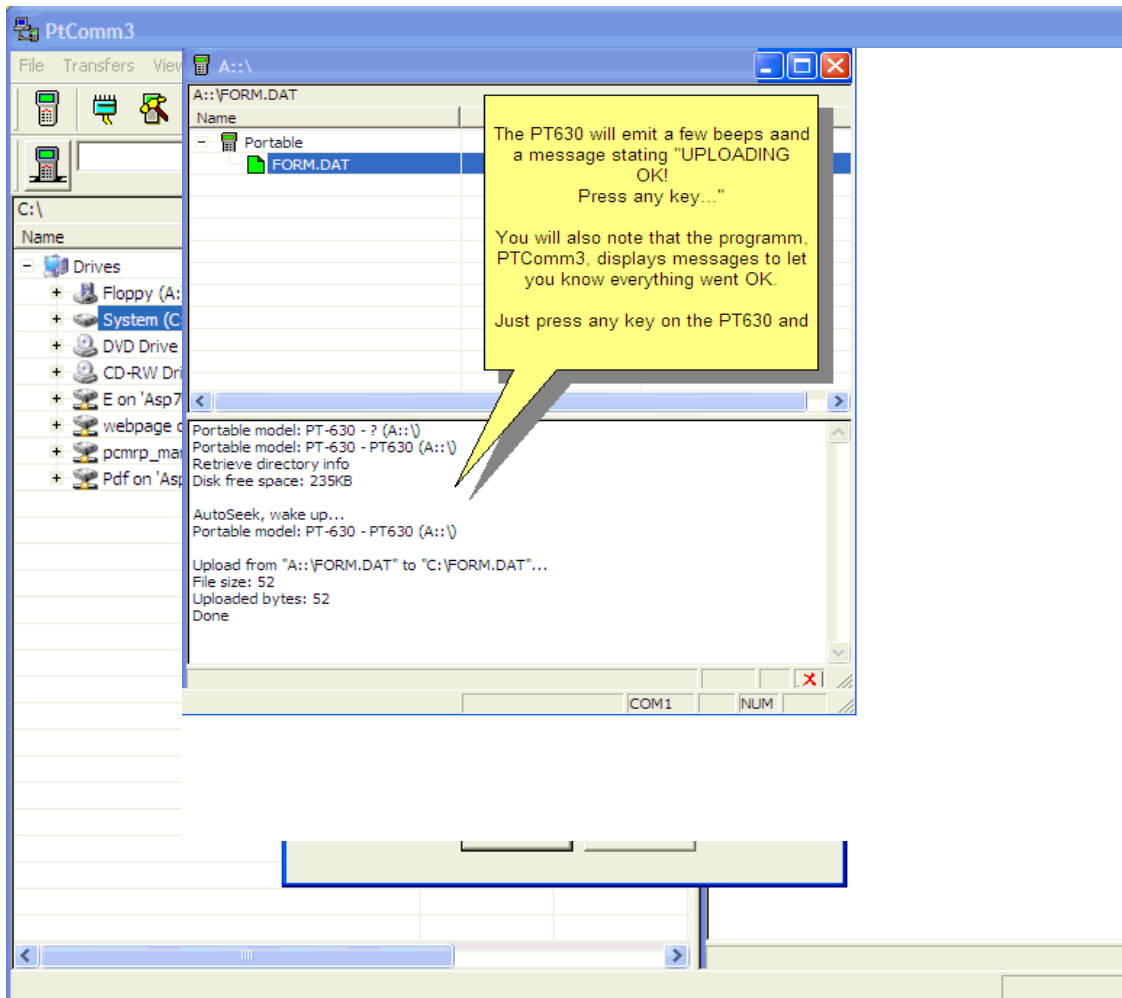 PtComm3
File Transfers View
A::\
A::\FORM.DAT
Name
Portable
FORM.DAT
The PT630 will emit a few beeps aand
a message stating "UPLOADING
OK!
Press any key..."
You will also note that the programm,
PTComm3, displays messages to let
you know everything went OK.
Just press any key on the PT630 and
C:\
Name
Drives
Floppy (A:
System (C:
DVD Drive
CD-RW Dri
E on 'Asp7
webpage
pcmrp_ma
Pdf on 'Asp
Portable model: PT-630 - ? (A::\)
Portable model: PT-630 - PT630 (A::\)
Retrieve directory info
Disk free space: 235KB
AutoSeek, wake up...
Portable model: PT-630 - PT630 (A::\)
Upload from "A::\FORM.DAT" to "C:\FORM.DAT"...
File size: 52
Uploaded bytes: 52
Done
COM1
NUM